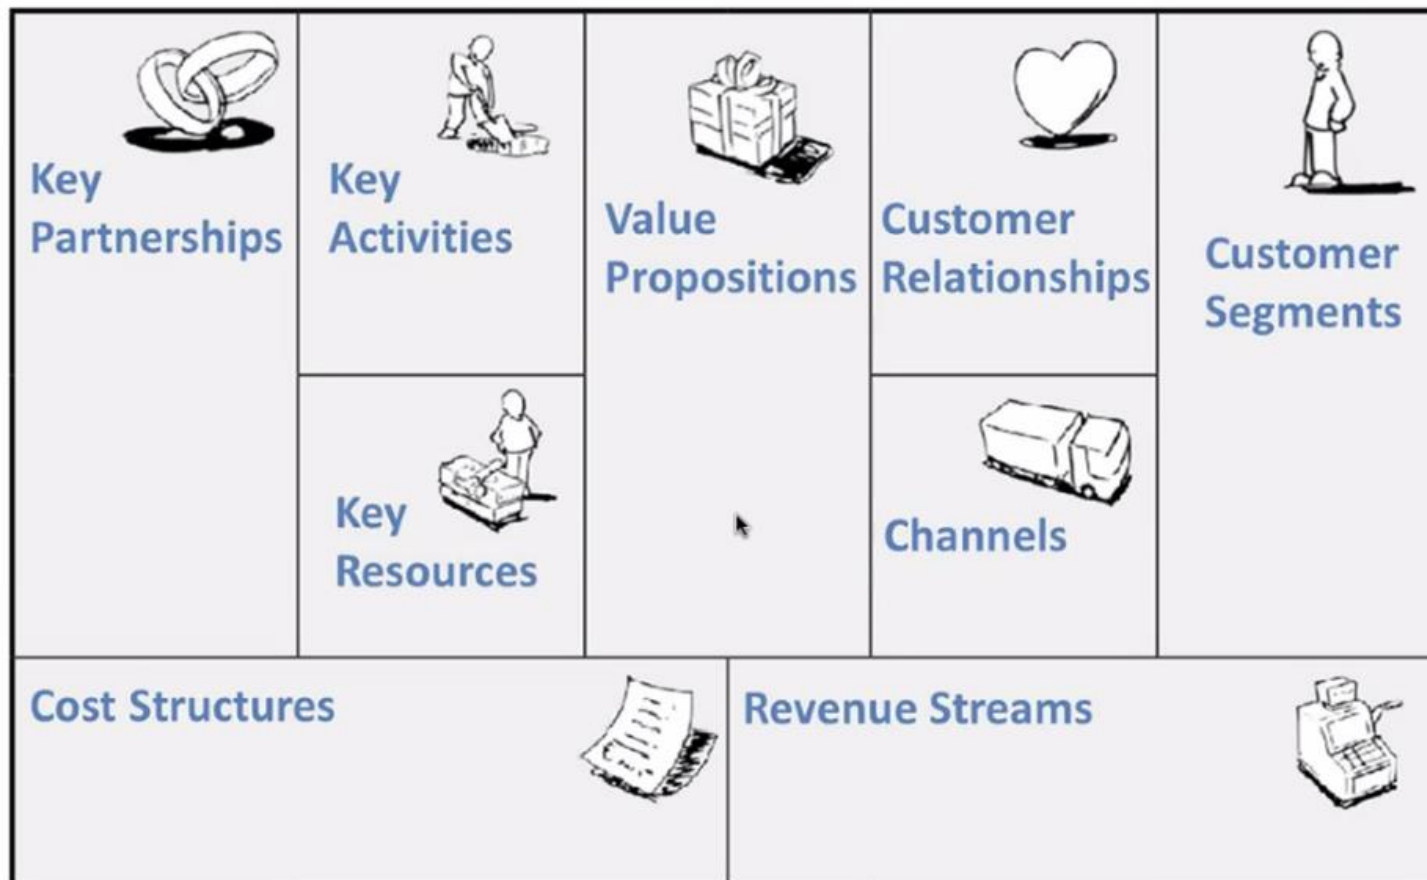 Key
Partnerships
Key
Activities
Key
Resources
Value
Propositions
Customer
Relationships
Channels
Customer
Segments
Cost Structures
Revenue Streams